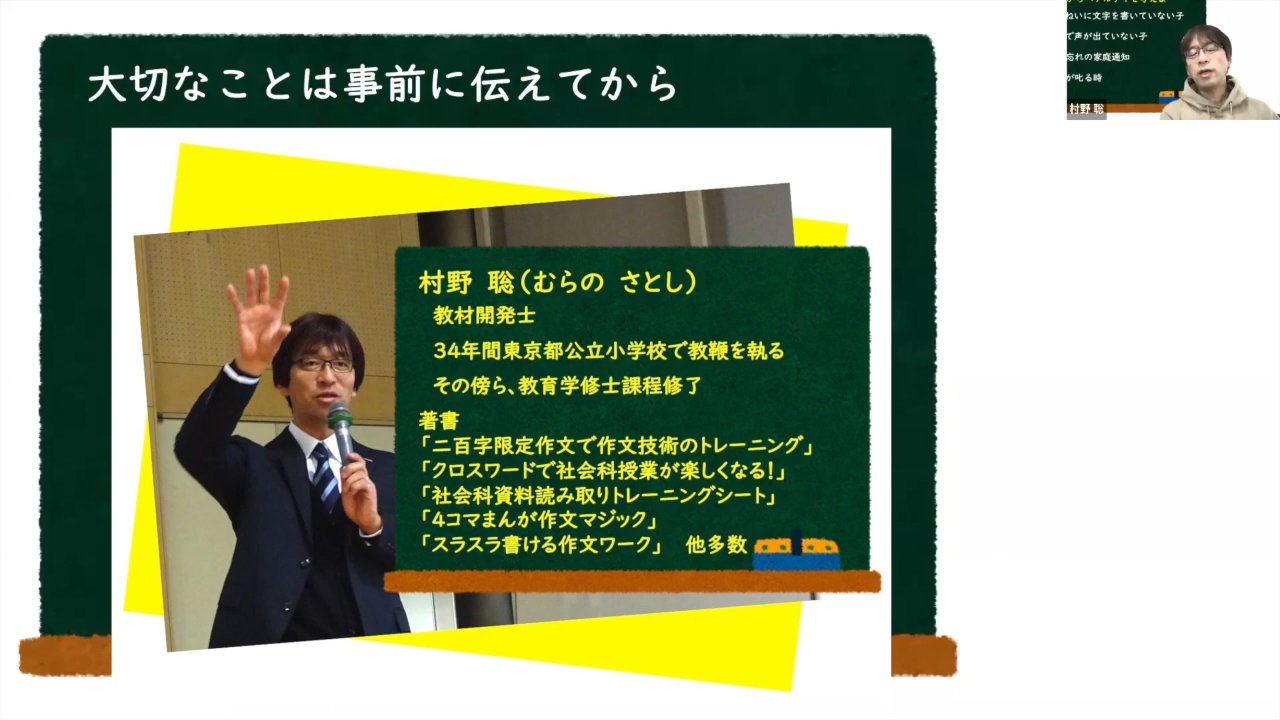 大切なことは事前に伝えてから
村野 聡(むらの さとし)
教材開発士
34年間東京都公立小学校で教鞭を執る
その傍ら、教育学修士課程修了
著書
「二百字限定作文で作文技術のトレーニング」
「クロスワードで社会科授業が楽しくなる!」
「社会科資料読み取りトレーニングシート」
「4コマまんが作文マジック」
「スラスラ書ける作文ワーク」 他多数
ねいに文字を書いていない子
で声が出ていない子
忘れの家庭通知
が叱る時
村野 聡